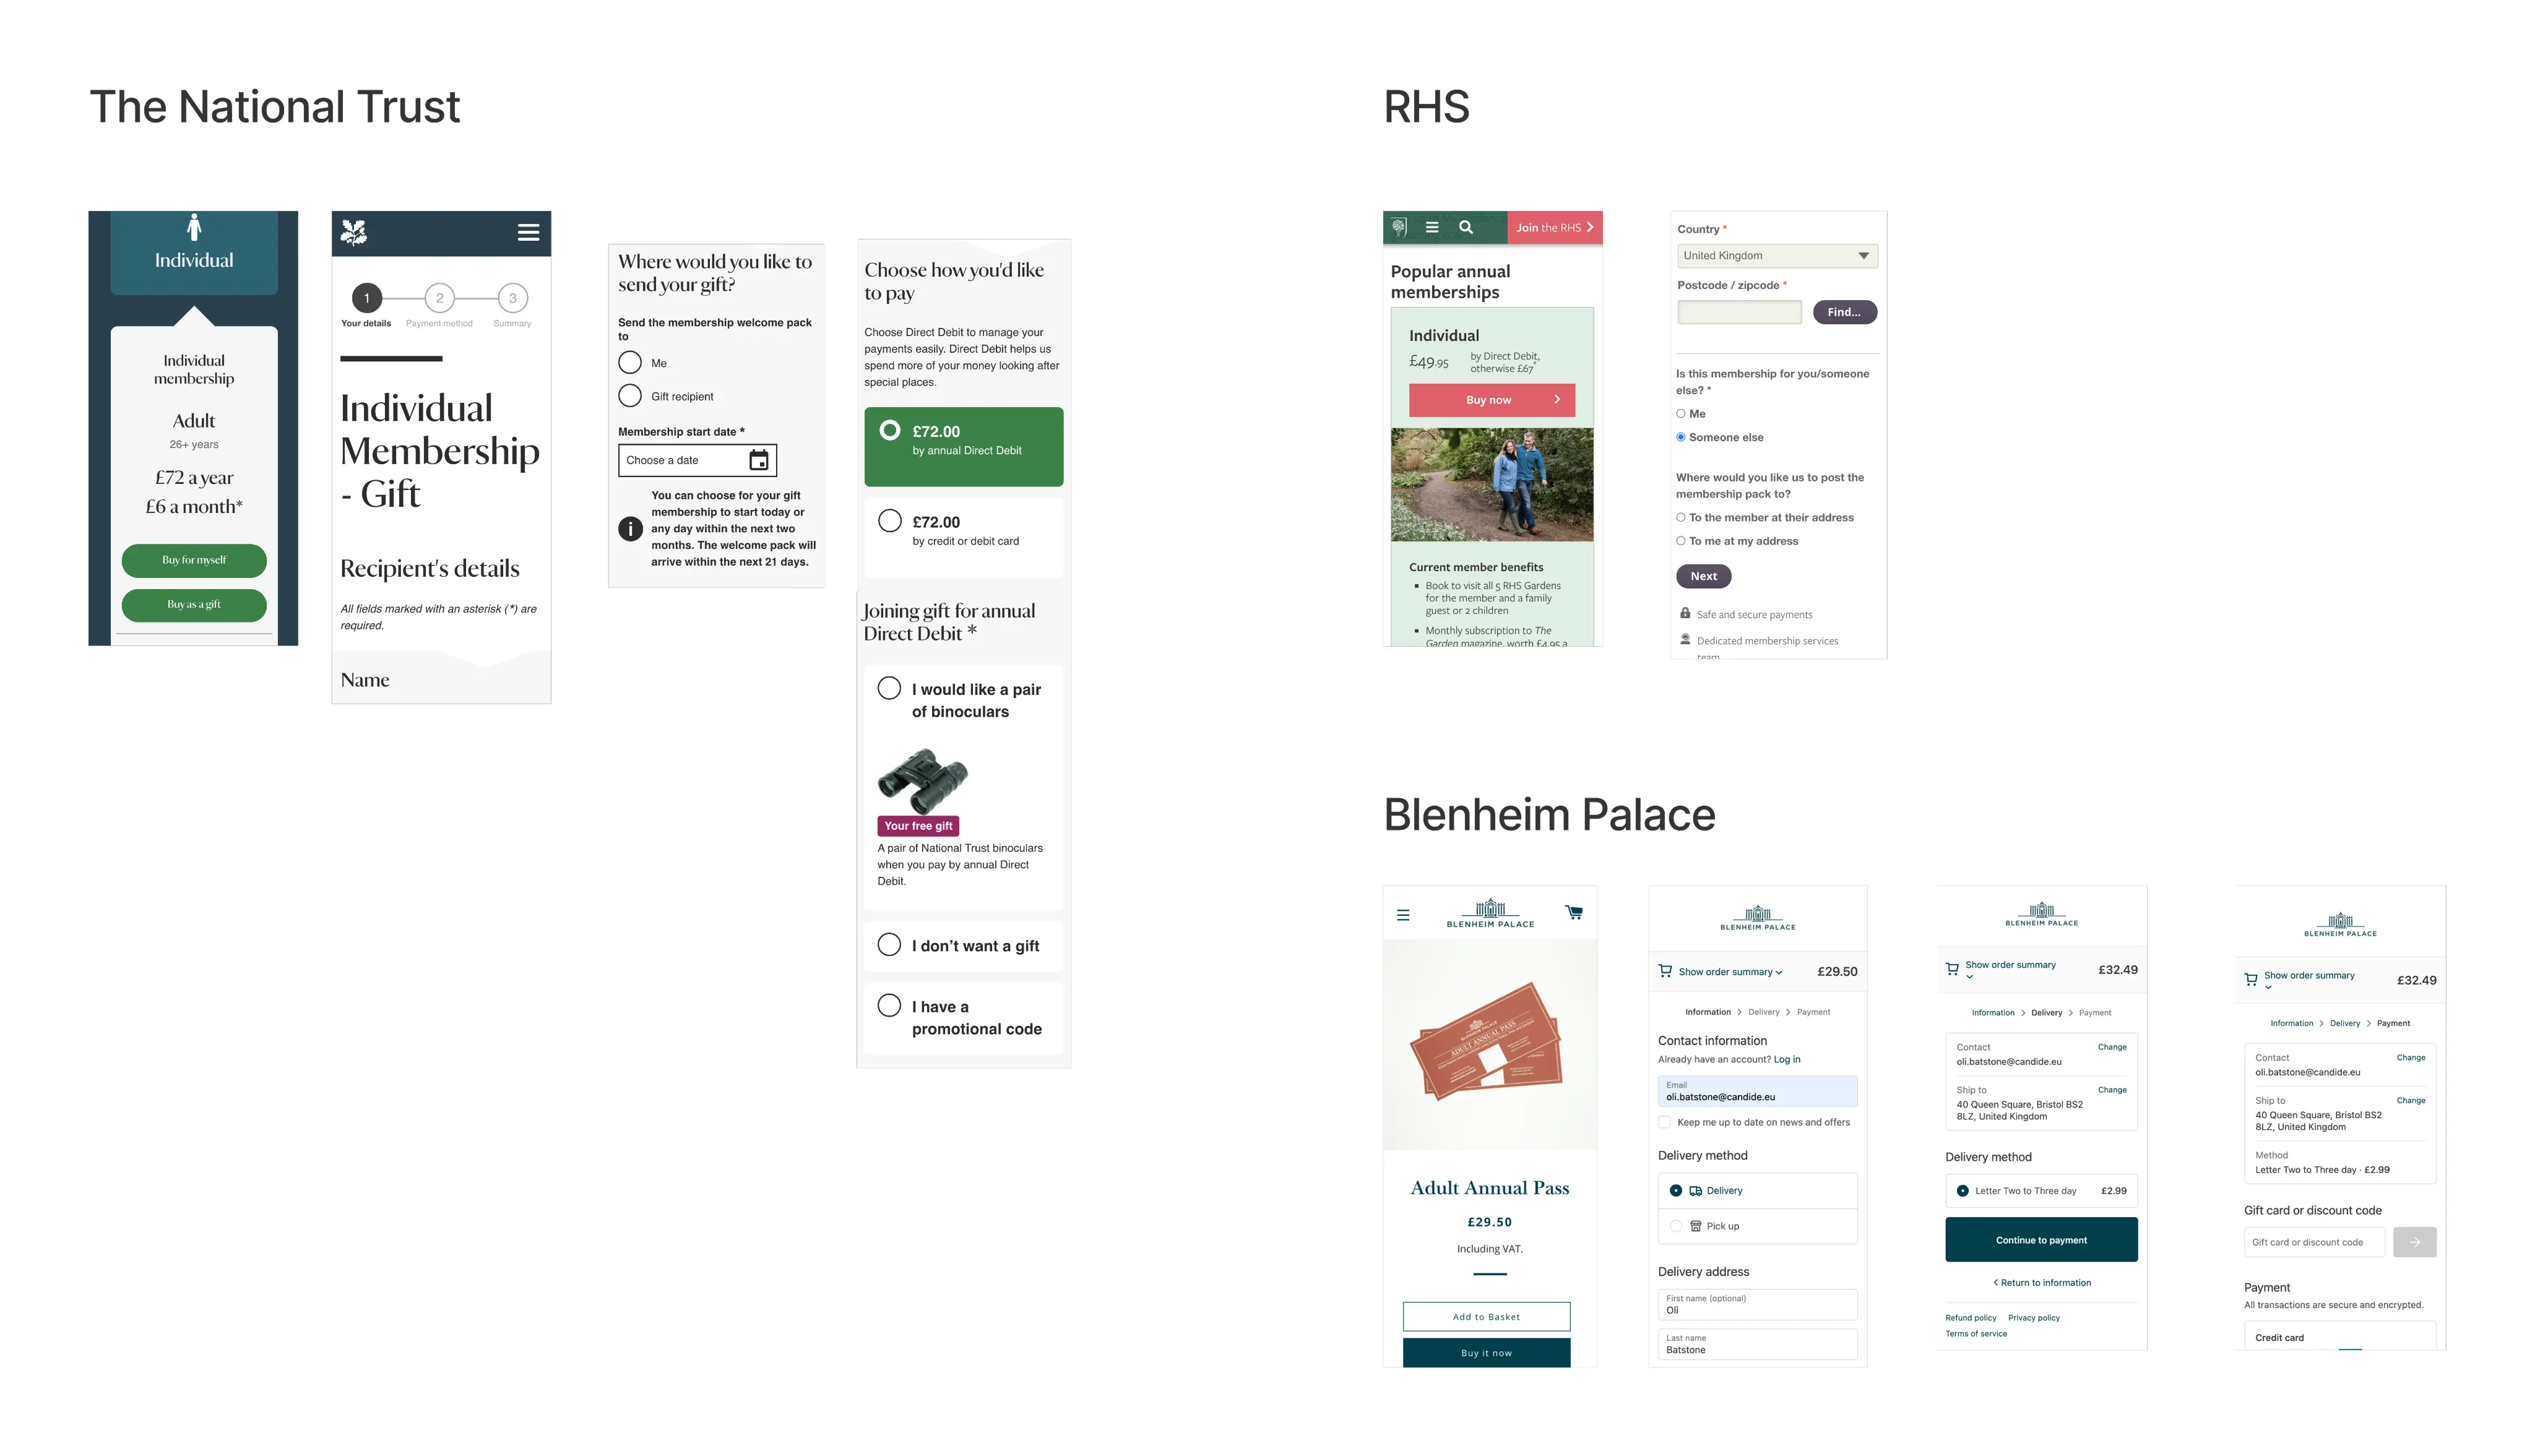 The National Trust
Individual
Individual
membership
Adult
26+ years
£72 a year
£6 a month*
Buy for myself
Buy as a gift
1
2
3
Your details
Payment method
Summary
Individual
Membership
- Gift
Recipient's details
All fields marked with an asterisk (*) are
required.
Name
Where would you like to
send your gift?
Send the membership welcome pack
to
Me
Gift recipient
Membership start date *
Choose a date
You can choose for your gift
membership to start today or
any day within the next two
months. The welcome pack will
arrive within the next 21 days.
Choose how you'd like
to pay
Choose Direct Debit to manage your
payments easily. Direct Debit helps us
spend more of your money looking after
special places.
£72.00
by annual Direct Debit
£72.00
by credit or debit card
Joining gift for annual
Direct Debit *
I would like a pair
of binoculars
Your free gift
A pair of National Trust binoculars
when you pay by annual Direct
Debit.
I don't want a gift
I have a
promotional code
RHS
Join the RHS
Popular annual
memberships
Individual
£49.95
by Direct Debit,
otherwise £67*
Buy now
Current member benefits
Book to visit all 5 RHS Gardens
for the member and a family
guest or 2 children
Monthly subscription to The
Garden magazine, worth £4.95 a
Country *
United Kingdom
Postcode / zipcode *
Find...
Is this membership for you/someone
else? *
Me
Someone else
Where would you like us to post the
membership pack to?
To the member at their address
To me at my address
Next
Safe and secure payments
Dedicated membership services
team
Blenheim Palace
BLENHEIM PALACE
BLENHEIM PALACE
ADULT ANNUAL PASS
Adult Annual Pass
£29.50
Including VAT.
Add to Basket
Buy it now
BLENHEIM PALACE
Show order summary
£29.50
Information > Delivery > Payment
Contact information
Already have an account? Log in
Email
oli.batstone@candide.eu
Keep me up to date on news and offers
Delivery method
Delivery
Pick up
Delivery address
First name (optional)
Oli
Last name
Batstone
BLENHEIM PALACE
Show order summary
£32.49
Information > Delivery > Payment
Contact
Change
oli.batstone@candide.eu
Ship to
Change
40 Queen Square, Bristol BS2
8LZ, United Kingdom
Delivery method
Letter Two to Three day
£2.99
Continue to payment
< Return to information
Refund policy
Privacy policy
Terms of service
BLENHEIM PALACE
Show order summary
£32.49
Information > Delivery > Payment
Contact
Change
oli.batstone@candide.eu
Ship to
Change
40 Queen Square, Bristol BS2
8LZ, United Kingdom
Method
Letter Two to Three day · £2.99
Gift card or discount code
Gift card or discount code
Payment
All transactions are secure and encrypted.
Credit card